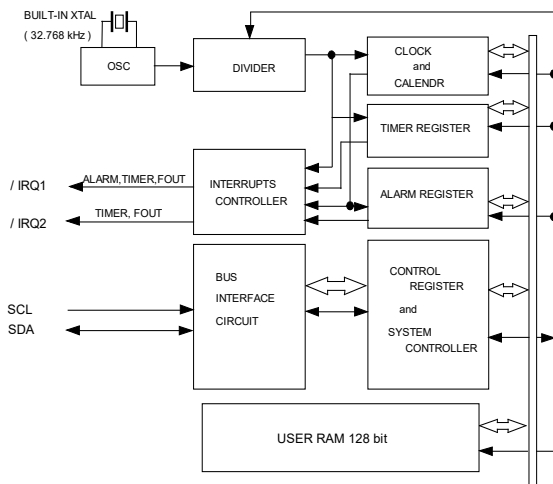 BUILT-IN XTAL
( 32.768 kHz )
OSC
DIVIDER
CLOCK
and
CALENDR
TIMER REGISTER
/ IRQ1
ALARM,TIMER,FOUT
INTERRUPTS
CONTROLLER
ALARM REGISTER
/ IRQ2
TIMER, FOUT
BUS
INTERFACE
CIRCUIT
CONTROL
REGISTER
and
SYSTEM
CONTROLLER
SCL
SDA
USER RAM 128 bit